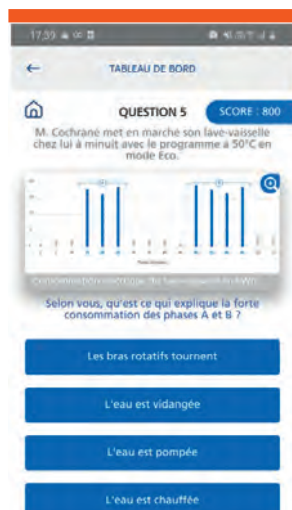 17:39
TABLEAU DE BORD
QUESTION 5
SCORE : 800
M. Cochrane met en marche son lave-vaisselle
chez lui à minuit avec le programme à 50°C en
mode Eco.
Selon vous, qu'est ce qui explique la forte
consommation des phases A et B ?
Les bras rotatifs tournent
L'eau est vidangée
L'eau est pompée
L'eau est chauffée